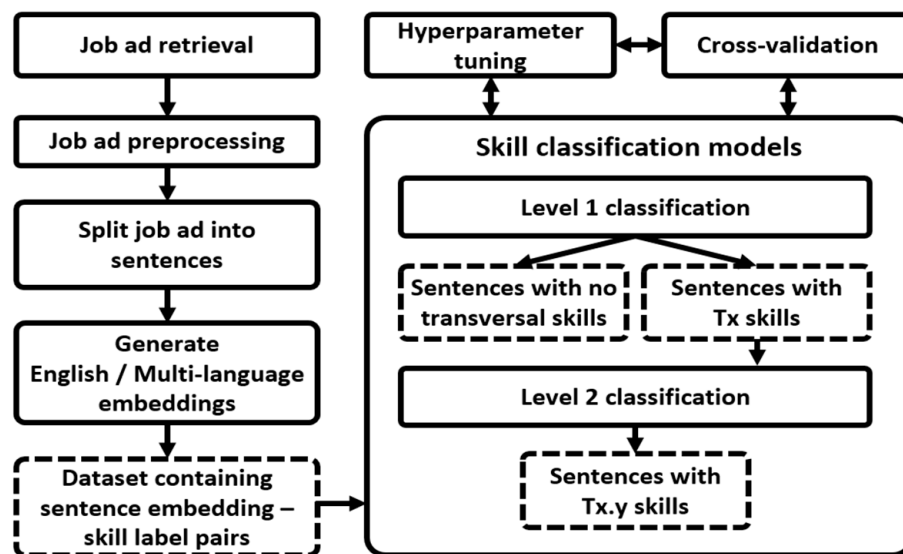 Job ad retrieval
Job ad preprocessing
Split job ad into
sentences
Generate
English / Multi-language
embeddings
Dataset containing
sentence embedding –
skill label pairs
Hyperparameter
tuning
Cross-validation
Skill classification models
Level 1 classification
Sentences with no
transversal skills
Sentences with
Tx skills
Level 2 classification
Sentences with
Tx.y skills